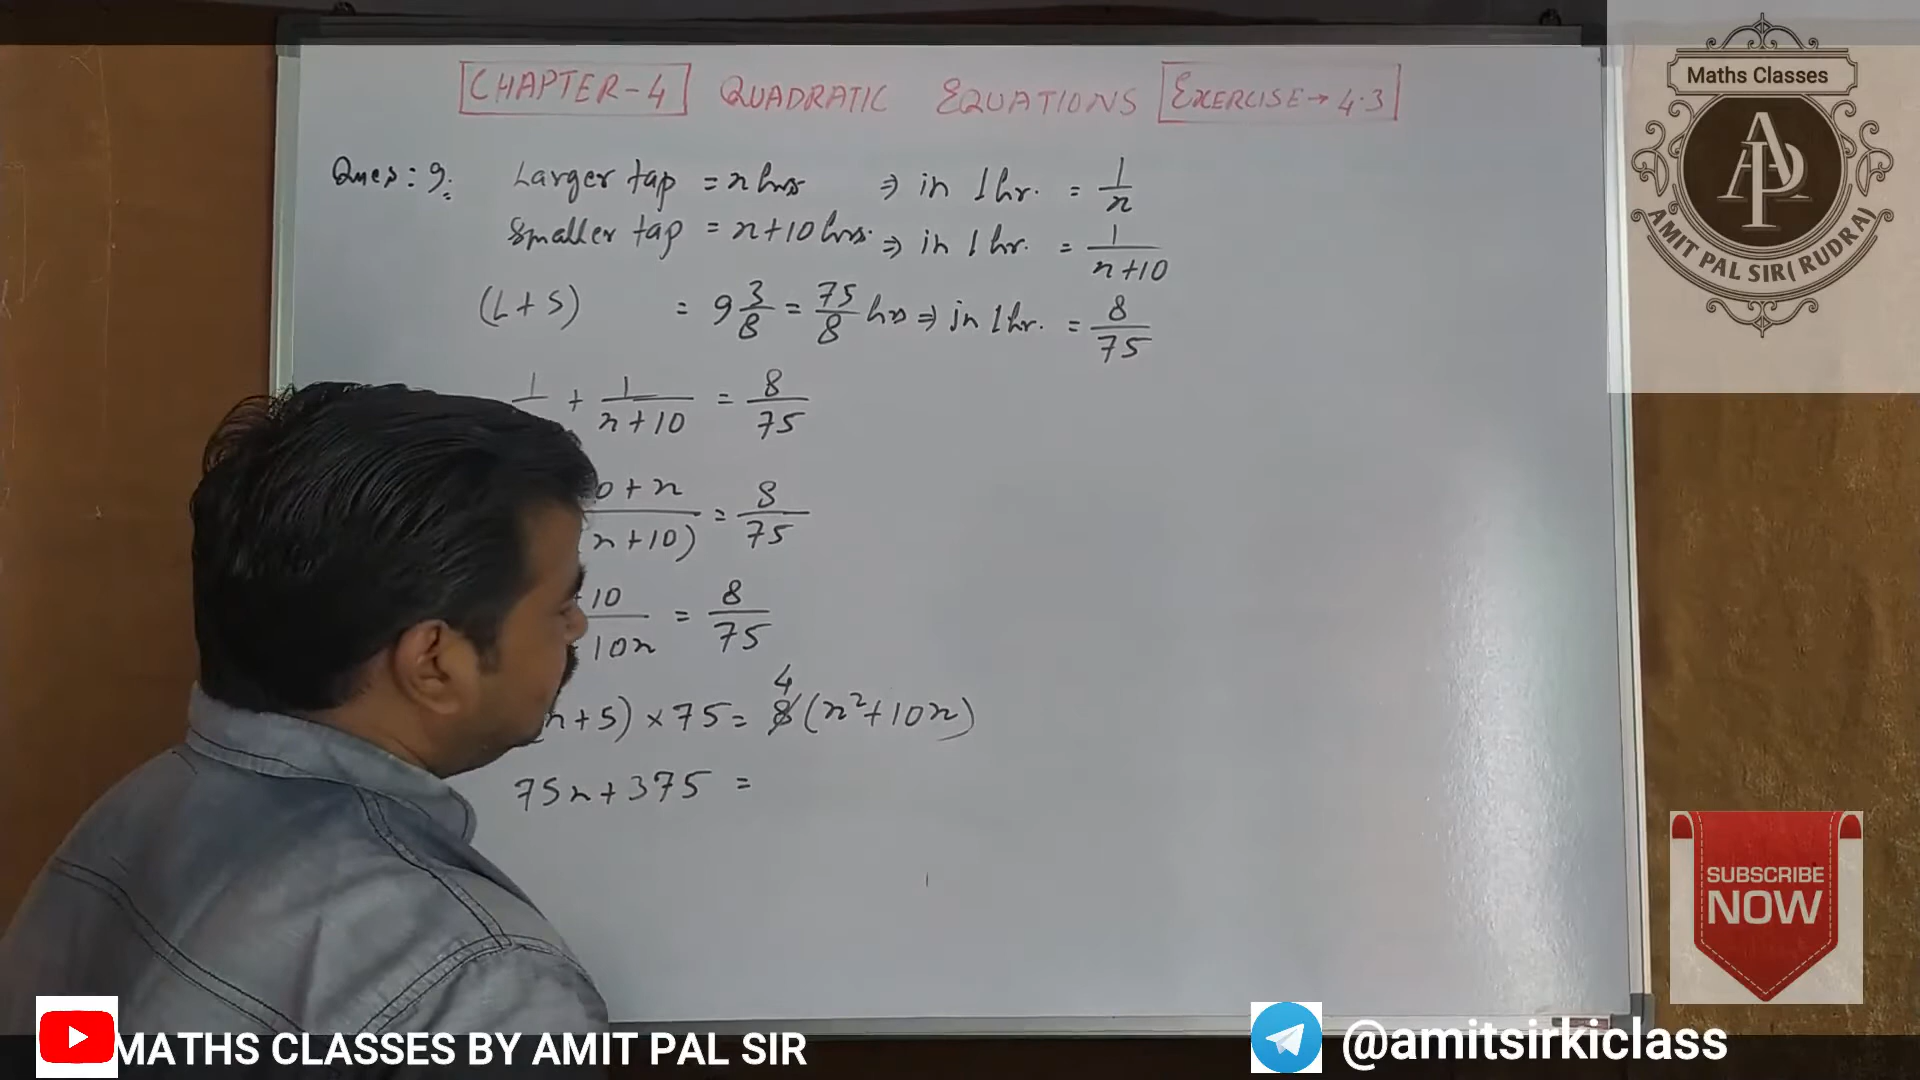 CHAPTER-4 QUADRATIC EQUATIONS EXERCISE→4.3
Ques: 9. Larger tap = x hrs ⇒ in 1 hr. = 1/x
Smaller tap = x+10 hrs. ⇒ in 1 hr. = 1/(x+10)
(L+S) = 9 3/8 = 75/8 hrs ⇒ in 1 hr. = 8/75
1 + 1/(x+10) = 8/75
0+x/(x+10) = 8/75
10/10x = 8/75
x+5) × 75 = 8 4 (x²+10x)
75x+375 =
Maths Classes
AP
AMIT PAL SIR( RUDRA)
SUBSCRIBE
NOW
MATHS CLASSES BY AMIT PAL SIR
@amitsirkiclass